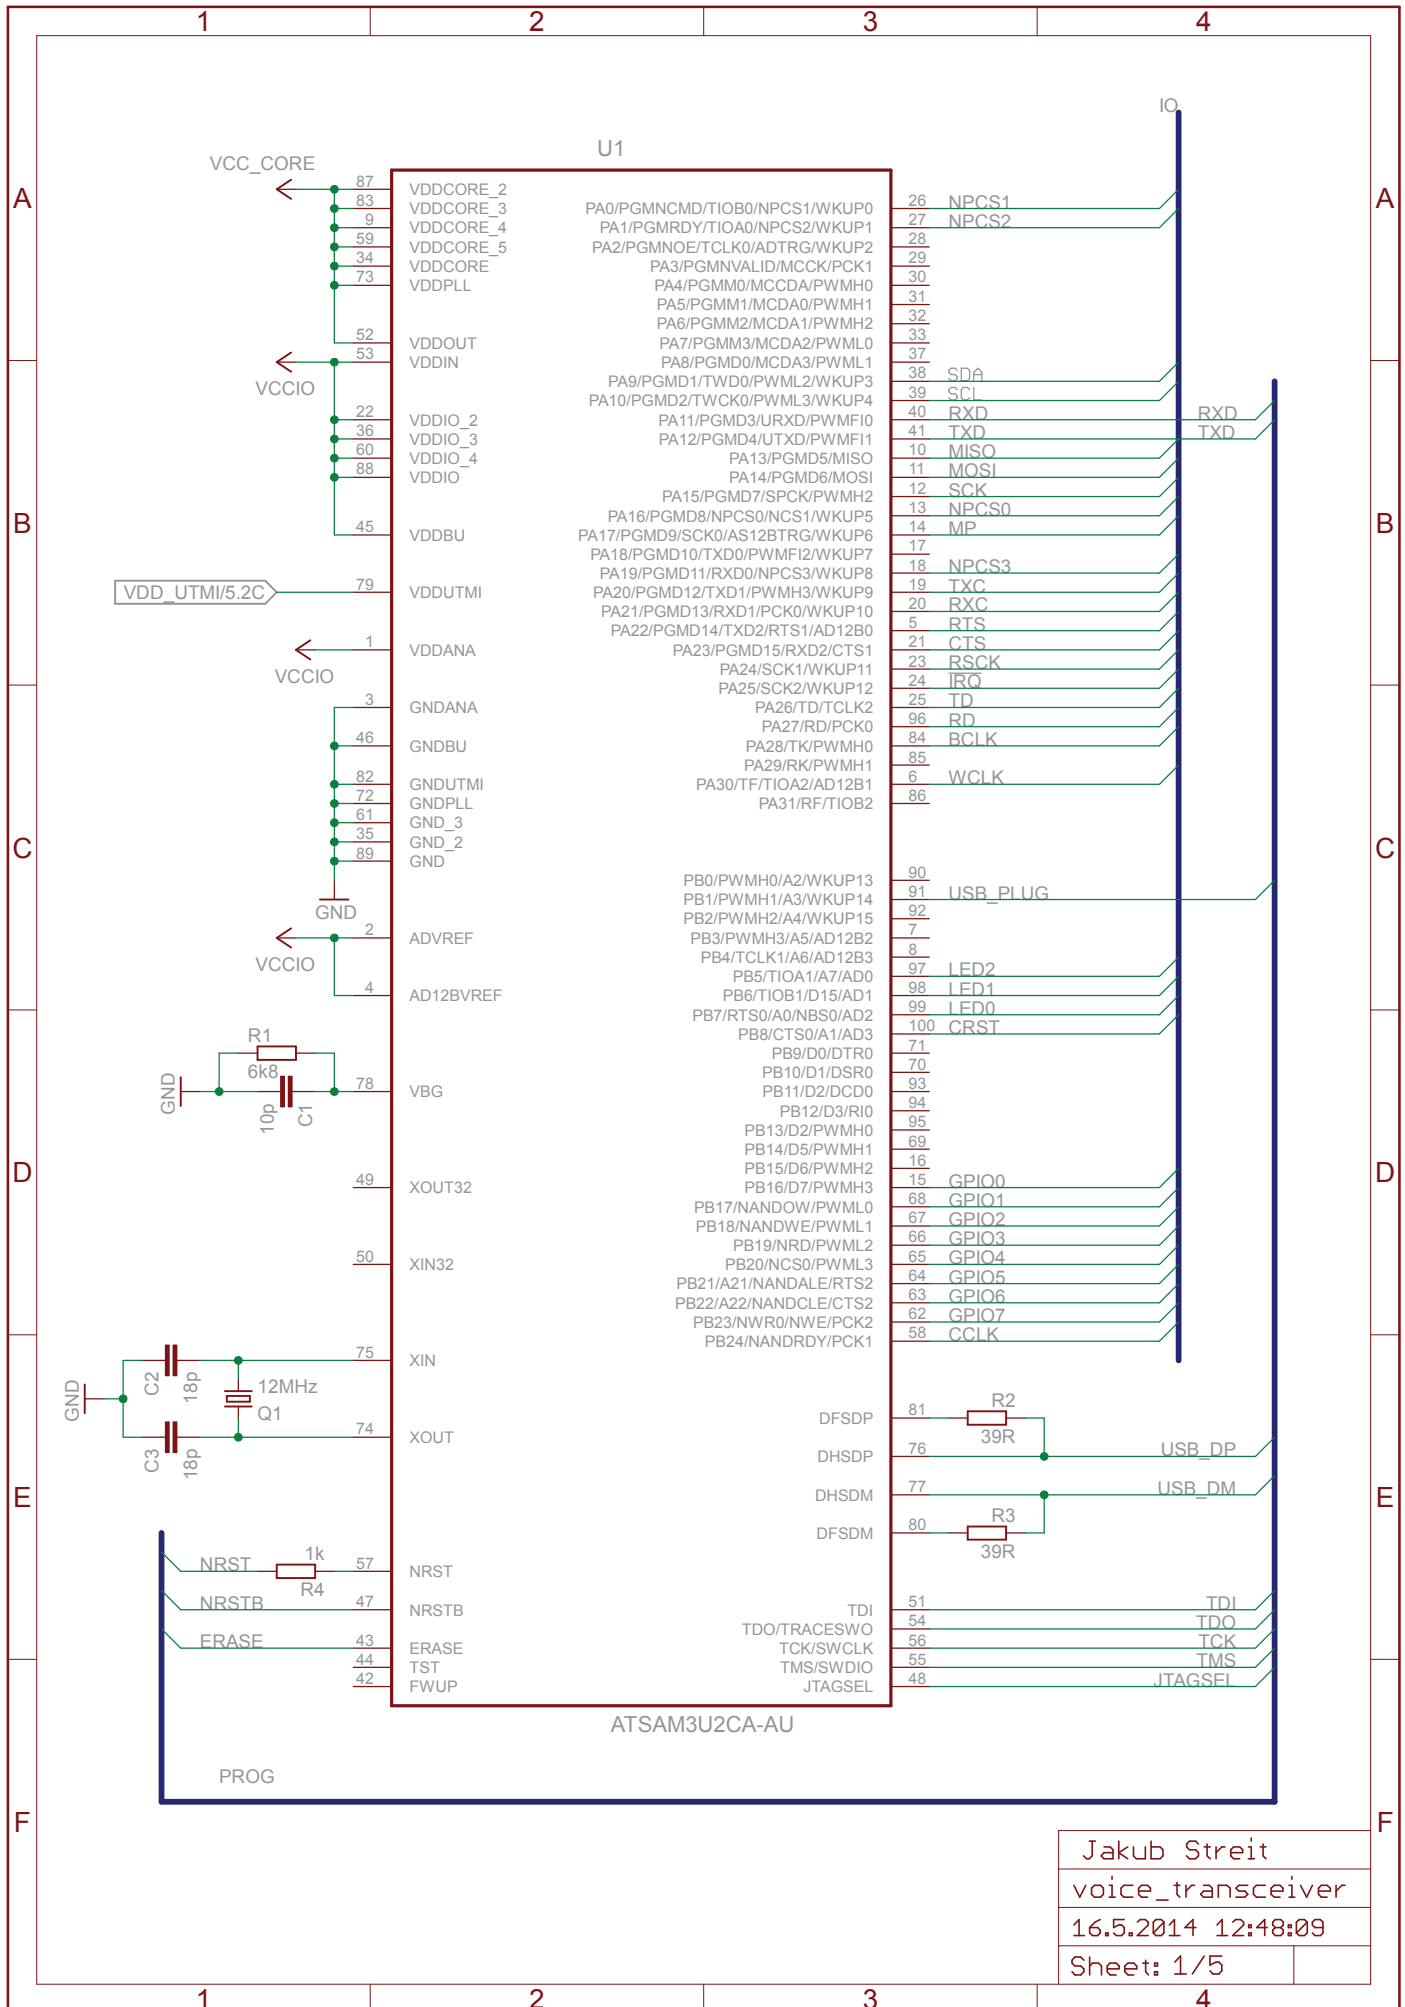 1 2 3 4
A A
B B
C C
D D
E E
F F
IO
U1
VCC_CORE
87 VDDCORE_2
83 VDDCORE_3
9 VDDCORE_4
59 VDDCORE_5
34 VDDCORE
73 VDDPLL
52 VDDOUT
53 VDDIN
VCCIO
22 VDDIO_2
36 VDDIO_3
60 VDDIO_4
88 VDDIO
45 VDDBU
VDD_UTMI/5.2C 79 VDDUTMI
1 VDDANA
VCCIO
3 GNDANA
46 GNDBU
82 GNDUTMI
72 GNDPLL
61 GND_3
35 GND_2
89 GND
GND
2 ADVREF
VCCIO
4 AD12BVREF
R1
6k8
GND
10p
C1
78 VBG
49 XOUT32
50 XIN32
75 XIN
C2
18p
12MHz
Q1
GND
C3
18p
74 XOUT
NRST 1k R4 57 NRST
NRSTB 47 NRSTB
ERASE 43 ERASE
44 TST
42 FWUP
PA0/PGMNCMD/TIOB0/NPCS1/WKUP0 26 NPCS1
PA1/PGMRDY/TIOA0/NPCS2/WKUP1 27 NPCS2
PA2/PGMNOE/TCLK0/ADTRG/WKUP2 28
PA3/PGMNVALID/MCCK/PCK1 29
PA4/PGMM0/MCCDA/PWMH0 30
PA5/PGMM1/MCDA0/PWMH1 31
PA6/PGMM2/MCDA1/PWMH2 32
PA7/PGMM3/MCDA2/PWML0 33
PA8/PGMD0/MCDA3/PWML1 37
PA9/PGMD1/TWD0/PWML2/WKUP3 38 SDA
PA10/PGMD2/TWCK0/PWML3/WKUP4 39 SCL
PA11/PGMD3/URXD/PWMFI0 40 RXD RXD
PA12/PGMD4/UTXD/PWMFI1 41 TXD TXD
PA13/PGMD5/MISO 10 MISO
PA14/PGMD6/MOSI 11 MOSI
PA15/PGMD7/SPCK/PWMH2 12 SCK
PA16/PGMD8/NPCS0/NCS1/WKUP5 13 NPCS0
PA17/PGMD9/SCK0/AS12BTRG/WKUP6 14 MP
PA18/PGMD10/TXD0/PWMFI2/WKUP7 17
PA19/PGMD11/RXD0/NPCS3/WKUP8 18 NPCS3
PA20/PGMD12/TXD1/PWMH3/WKUP9 19 TXC
PA21/PGMD13/RXD1/PCK0/WKUP10 20 RXC
PA22/PGMD14/TXD2/RTS1/AD12B0 5 RTS
PA23/PGMD15/RXD2/CTS1 21 CTS
PA24/SCK1/WKUP11 23 RSCK
PA25/SCK2/WKUP12 24 IRQ
PA26/TD/TCLK2 25 TD
PA27/RD/PCK0 96 RD
PA28/TK/PWMH0 84 BCLK
PA29/RK/PWMH1 85
PA30/TF/TIOA2/AD12B1 6 WCLK
PA31/RF/TIOB2 86
PB0/PWMH0/A2/WKUP13 90
PB1/PWMH1/A3/WKUP14 91 USB_PLUG
PB2/PWMH2/A4/WKUP15 92
PB3/PWMH3/A5/AD12B2 7
PB4/TCLK1/A6/AD12B3 8
PB5/TIOA1/A7/AD0 97 LED2
PB6/TIOB1/D15/AD1 98 LED1
PB7/RTS0/A0/NBS0/AD2 99 LED0
PB8/CTS0/A1/AD3 100 CRST
PB9/D0/DTR0 71
PB10/D1/DSR0 70
PB11/D2/DCD0 93
PB12/D3/RI0 94
PB13/D2/PWMH0 95
PB14/D5/PWMH1 69
PB15/D6/PWMH2 16
PB16/D7/PWMH3 15 GPIO0
PB17/NANDOW/PWML0 68 GPIO1
PB18/NANDWE/PWML1 67 GPIO2
PB19/NRD/PWML2 66 GPIO3
PB20/NCS0/PWML3 65 GPIO4
PB21/A21/NANDALE/RTS2 64 GPIO5
PB22/A22/NANDCLE/CTS2 63 GPIO6
PB23/NWR0/NWE/PCK2 62 GPIO7
PB24/NANDRDY/PCK1 58 CCLK
DFSDP 81 R2
39R
DHSDP 76 USB_DP
DHSDM 77 USB_DM
DFSDM 80 R3
39R
TDI 51 TDI
TDO/TRACESWO 54 TDO
TCK/SWCLK 56 TCK
TMS/SWDIO 55 TMS
JTAGSEL 48 JTAGSEL
ATSAM3U2CA-AU
PROG
Jakub Streit
voice_transceiver
16.5.2014 12:48:09
Sheet: 1/5
1 2 3 4